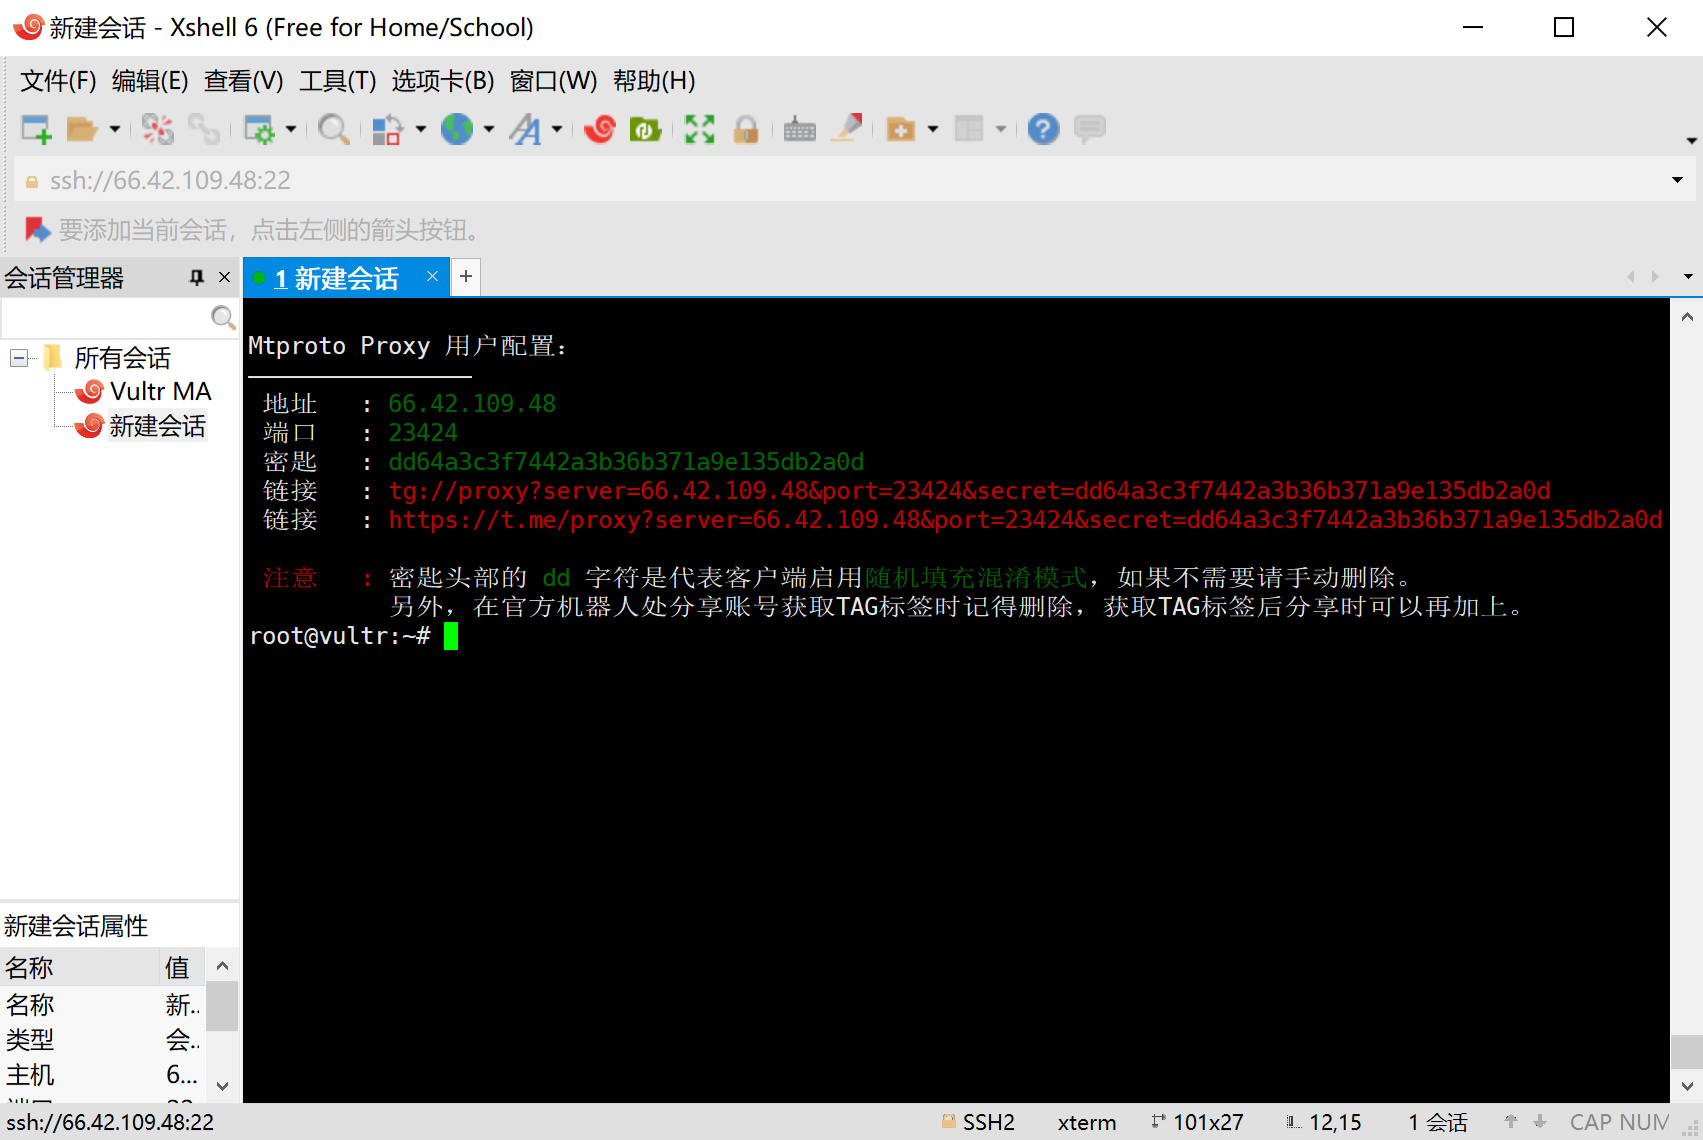 新建会话 - Xshell 6 (Free for Home/School)
文件(F) 编辑(E) 查看(V) 工具(T) 选项卡(B) 窗口(W) 帮助(H)
ssh://66.42.109.48:22
要添加当前会话，点击左侧的箭头按钮。
会话管理器
1 新建会话
所有会话
Vultr MA
新建会话
Mtproto Proxy 用户配置：
地址 : 66.42.109.48
端口 : 23424
密匙 : dd64a3c3f7442a3b36b371a9e135db2a0d
链接 : tg://proxy?server=66.42.109.48&port=23424&secret=dd64a3c3f7442a3b36b371a9e135db2a0d
链接 : https://t.me/proxy?server=66.42.109.48&port=23424&secret=dd64a3c3f7442a3b36b371a9e135db2a0d
注意 : 密匙头部的 dd 字符是代表客户端启用随机填充混淆模式，如果不需要请手动删除。
另外，在官方机器人处分享账号获取TAG标签时记得删除，获取TAG标签后分享时可以再加上。
root@vultr:~#
新建会话属性
名称 值
名称 新...
类型 会...
主机 6...
ssh://66.42.109.48:22 SSH2 xterm 101x27 12,15 1 会话 CAP NUM